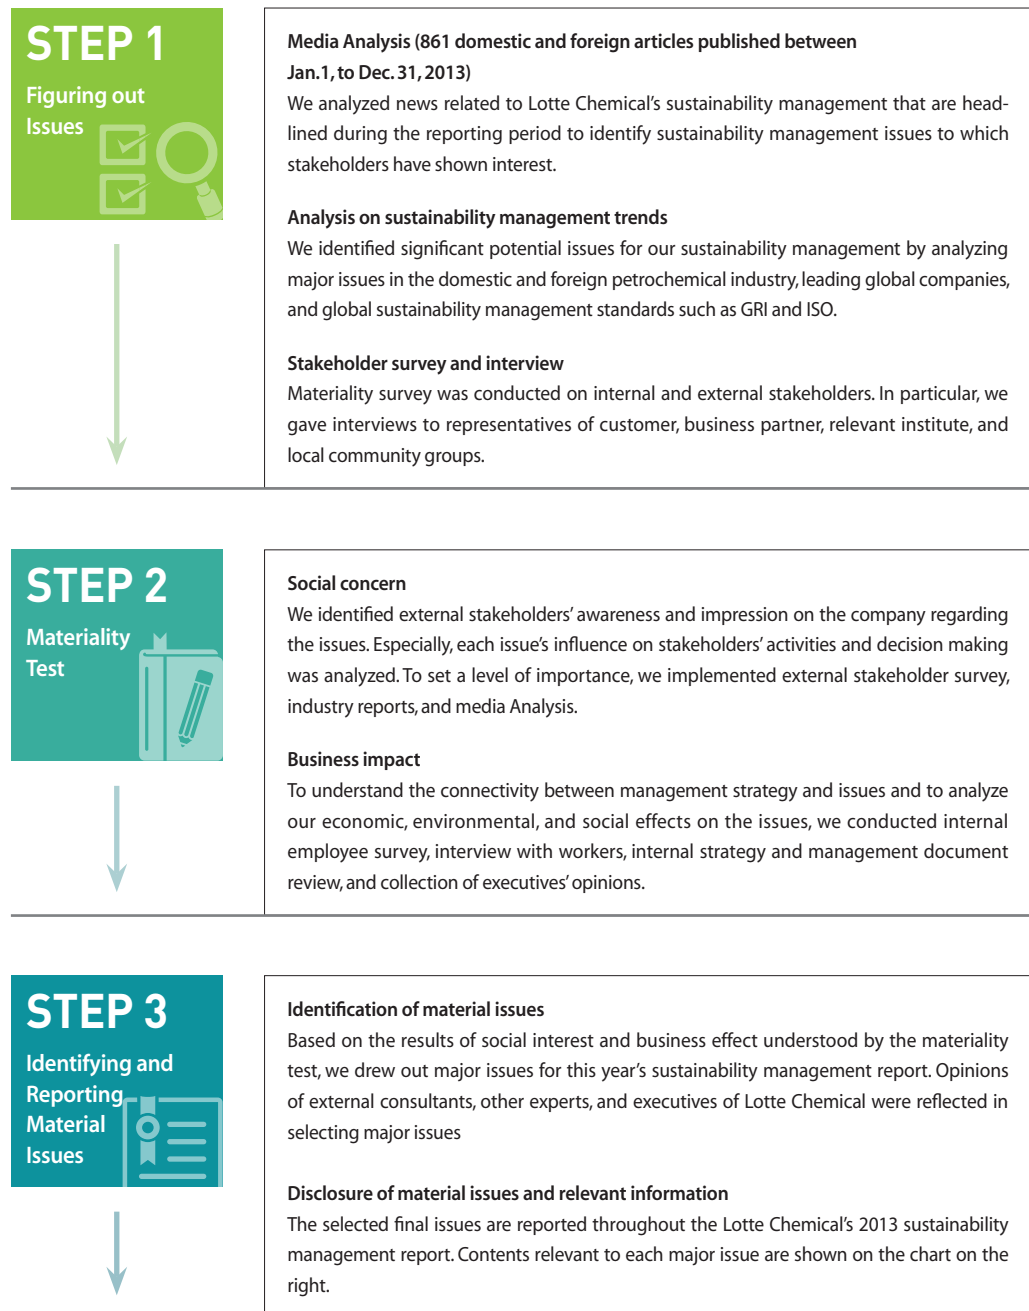 STEP 1
Figuring out
Issues
Media Analysis (861 domestic and foreign articles published between
Jan.1, to Dec. 31, 2013)
We analyzed news related to Lotte Chemical’s sustainability management that are head-
lined during the reporting period to identify sustainability management issues to which
stakeholders have shown interest.
Analysis on sustainability management trends
We identified significant potential issues for our sustainability management by analyzing
major issues in the domestic and foreign petrochemical industry, leading global companies,
and global sustainability management standards such as GRI and ISO.
Stakeholder survey and interview
Materiality survey was conducted on internal and external stakeholders. In particular, we
gave interviews to representatives of customer, business partner, relevant institute, and
local community groups.
STEP 2
Materiality
Test
Social concern
We identified external stakeholders’ awareness and impression on the company regarding
the issues. Especially, each issue’s influence on stakeholders’ activities and decision making
was analyzed. To set a level of importance, we implemented external stakeholder survey,
industry reports, and media Analysis.
Business impact
To understand the connectivity between management strategy and issues and to analyze
our economic, environmental, and social effects on the issues, we conducted internal
employee survey, interview with workers, internal strategy and management document
review, and collection of executives’ opinions.
STEP 3
Identifying and
Reporting
Material
Issues
Identification of material issues
Based on the results of social interest and business effect understood by the materiality
test, we drew out major issues for this year’s sustainability management report. Opinions
of external consultants, other experts, and executives of Lotte Chemical were reflected in
selecting major issues
Disclosure of material issues and relevant information
The selected final issues are reported throughout the Lotte Chemical’s 2013 sustainability
management report. Contents relevant to each major issue are shown on the chart on the
right.